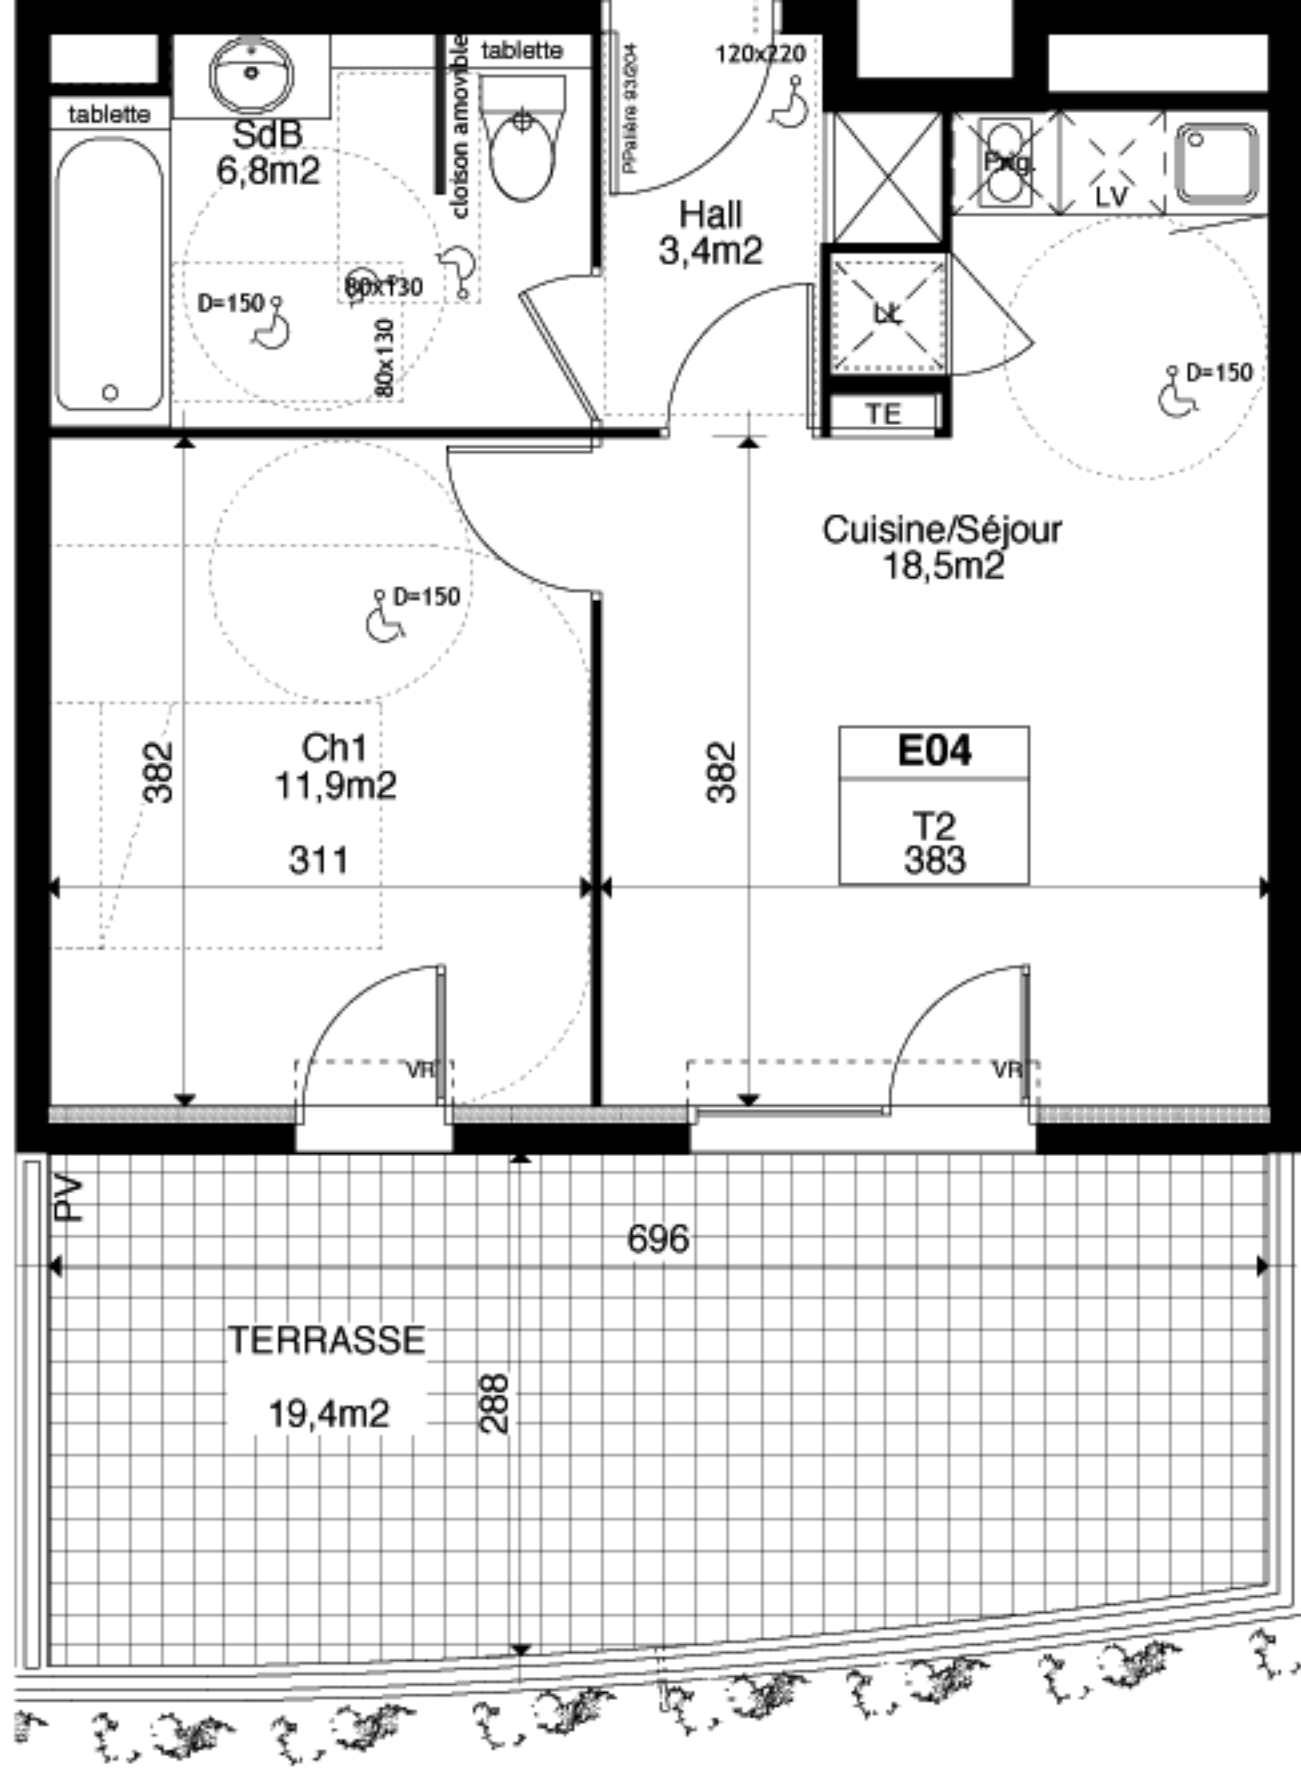 tablette
120x220
tablette
cloison amovible
PPalière 93/204
SdB
6,8m2
LV
Hall
3,4m2
80x130
D=150
80x130
LL
D=150
TE
Cuisine/Séjour
18,5m2
D=150
Ch1
11,9m2
382
311
382
E04
T2
383
VR
VR
PV
696
TERRASSE
19,4m2
288